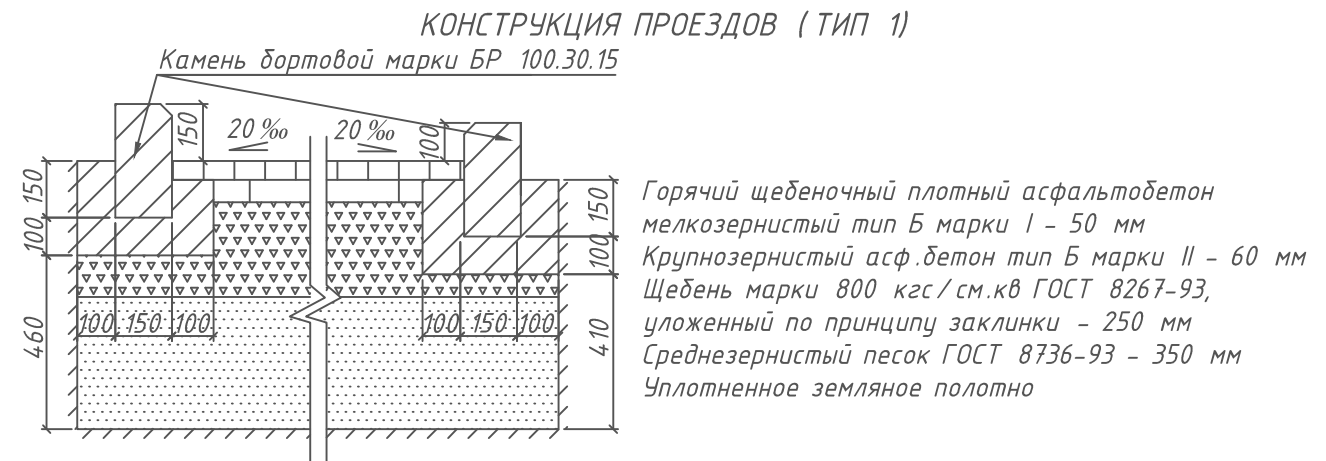 КОНСТРУКЦИЯ ПРОЕЗДОВ ( ТИП 1)
Камень бортовой марки БР 100.30.15
150
20 ‰
20 ‰
100
150
100
460
150
100
410
100 150 100
100 150 100
Горячий щебеночный плотный асфальтобетон
мелкозернистый тип Б марки I - 50 мм
Крупнозернистый асф.бетон тип Б марки II - 60 мм
Щебень марки 800 кгс/см.кв ГОСТ 8267-93,
уложенный по принципу заклинки - 250 мм
Среднезернистый песок ГОСТ 8736-93 - 350 мм
Уплотненное земляное полотно